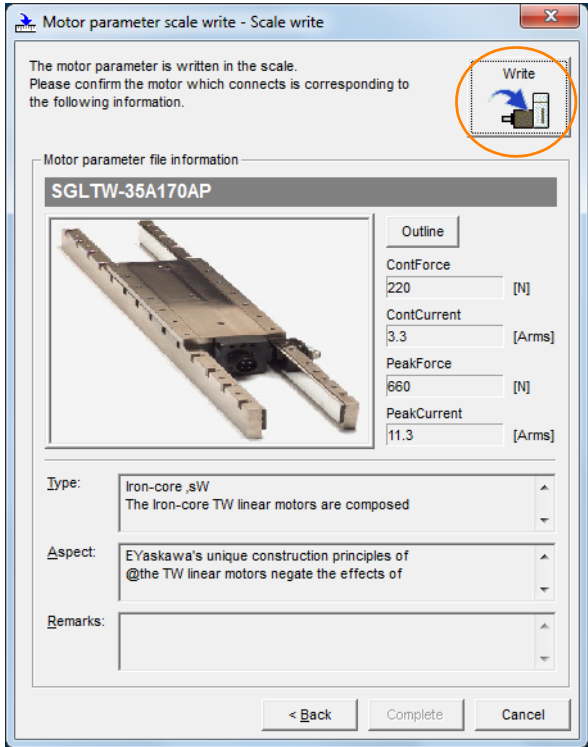 Motor parameter scale write - Scale write
The motor parameter is written in the scale.
Please confirm the motor which connects is corresponding to
the following information.
Write
Motor parameter file information
SGLTW-35A170AP
Outline
ContForce
220 [N]
ContCurrent
3.3 [Arms]
PeakForce
660 [N]
PeakCurrent
11.3 [Arms]
Type: Iron-core ,sW
The Iron-core TW linear motors are composed
Aspect: EYaskawa's unique construction principles of
@the TW linear motors negate the effects of
Remarks:
< Back Complete Cancel